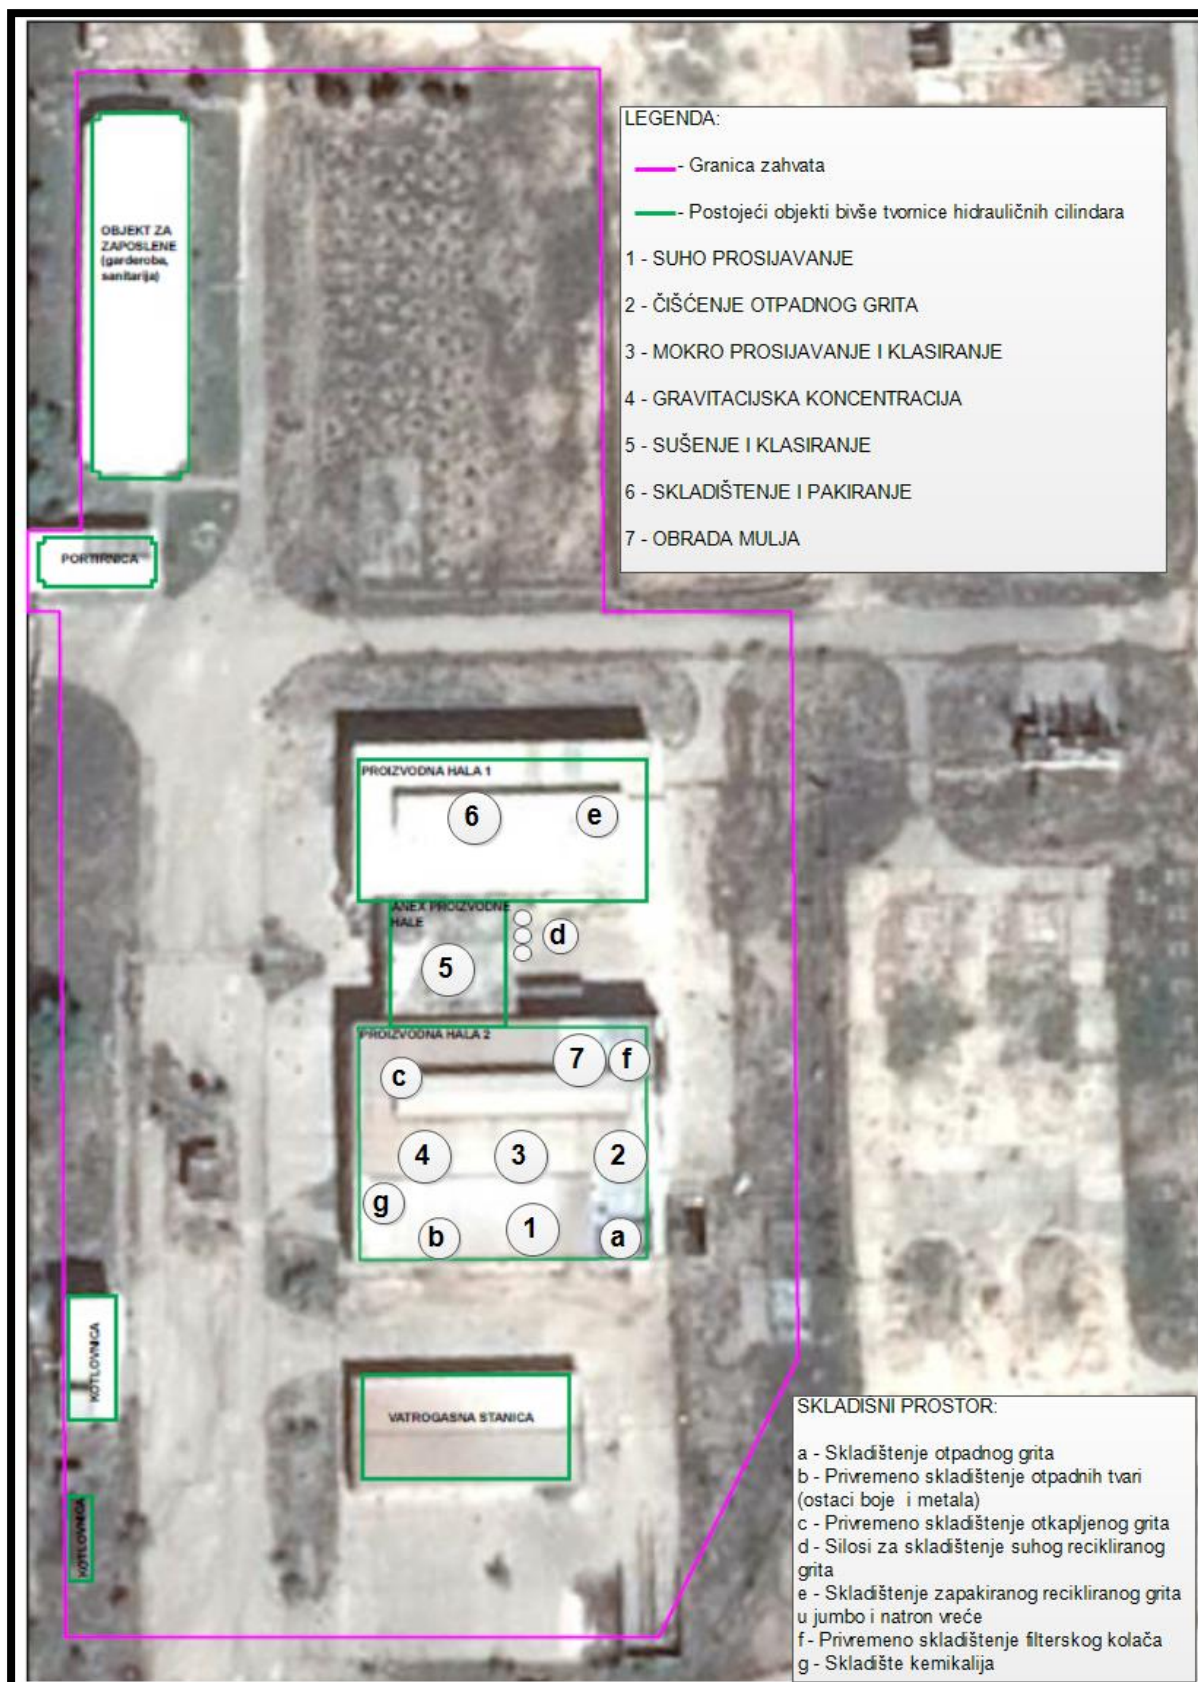 LEGENDA:
- Granica zahvata
- Postojeći objekti bivše tvornice hidrauličnih cilindara
1 - SUHO PROSIJAVANJE
2 - ČIŠĆENJE OTPADNOG GRITA
3 - MOKRO PROSIJAVANJE I KLASIRANJE
4 - GRAVITACIJSKA KONCENTRACIJA
5 - SUŠENJE I KLASIRANJE
6 - SKLADIŠTENJE I PAKIRANJE
7 - OBRADA MULJA
OBJEKT ZA
ZAPOSLENE
(garderoba,
sanitarija)
PORTIRNICA
PROIZVODNA HALA 1
6
e
ANEX PROIZVODNE
HALE
d
5
PROIZVODNA HALA 2
7
f
c
4
3
2
g
b
1
a
KOTLOVNICA
VATROGASNA STANICA
KOTLOVNICA
SKLADIŠNI PROSTOR:
a - Skladištenje otpadnog grita
b - Privremeno skladištenje otpadnih tvari
(ostaci boje i metala)
c - Privremeno skladištenje otkapljenog grita
d - Silosi za skladištenje suhog recikliranog
grita
e - Skladištenje zapakiranog recikliranog grita
u jumbo i natron vreće
f - Privremeno skladištenje filterskog kolača
g - Skladište kemikalija